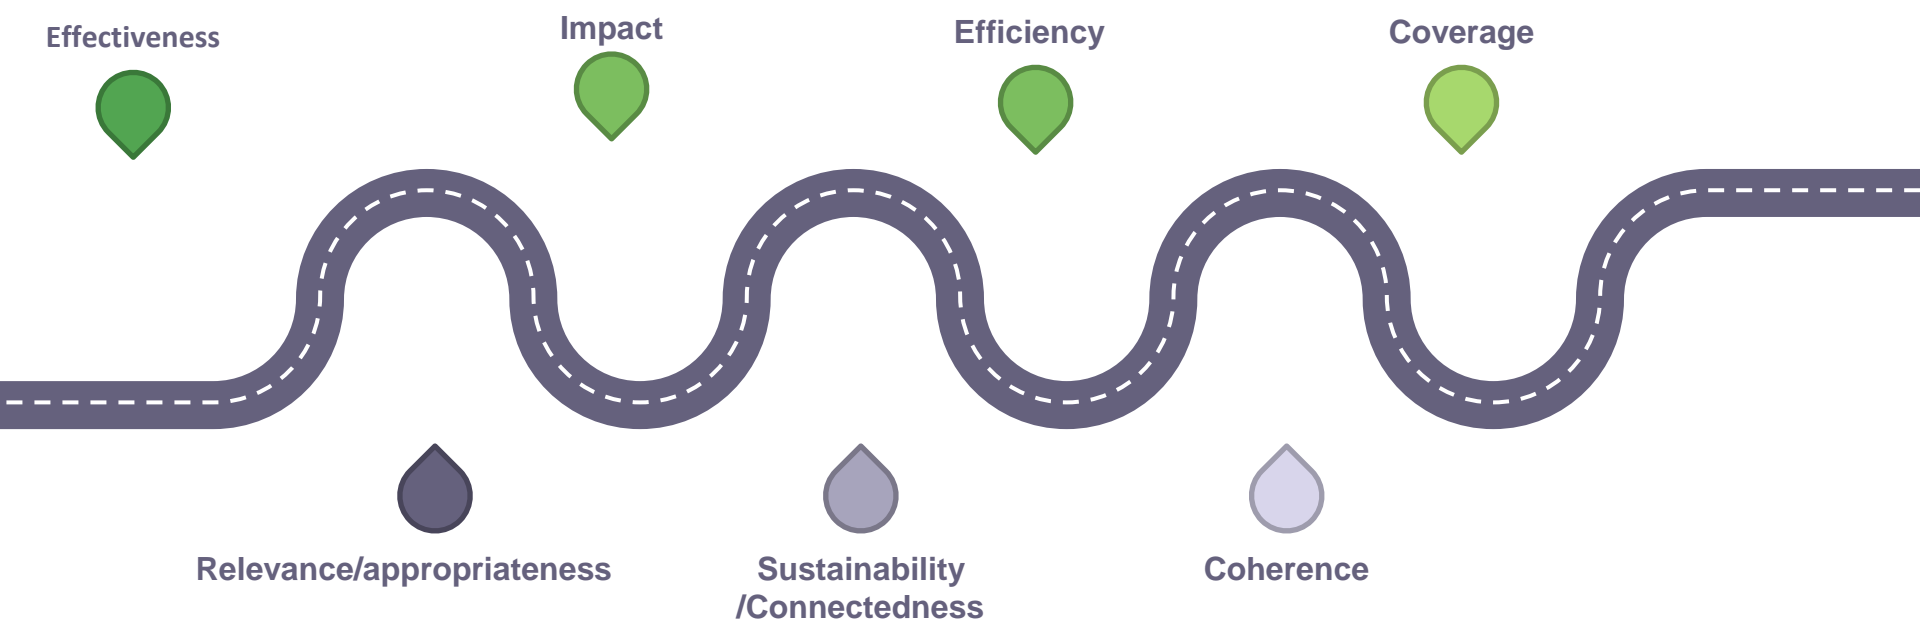 Effectiveness
Impact
Efficiency
Coverage
Relevance/appropriateness
Sustainability
/Connectedness
Coherence